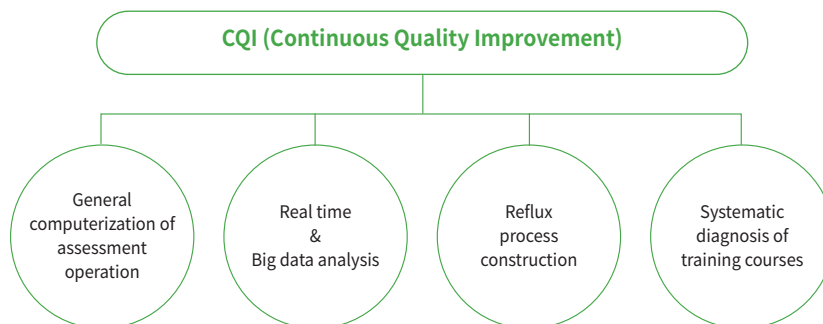 CQI (Continuous Quality Improvement)
General
computerization of
assessment
operation
Real time
&
Big data analysis
Reflux
process
construction
Systematic
diagnosis of
training courses